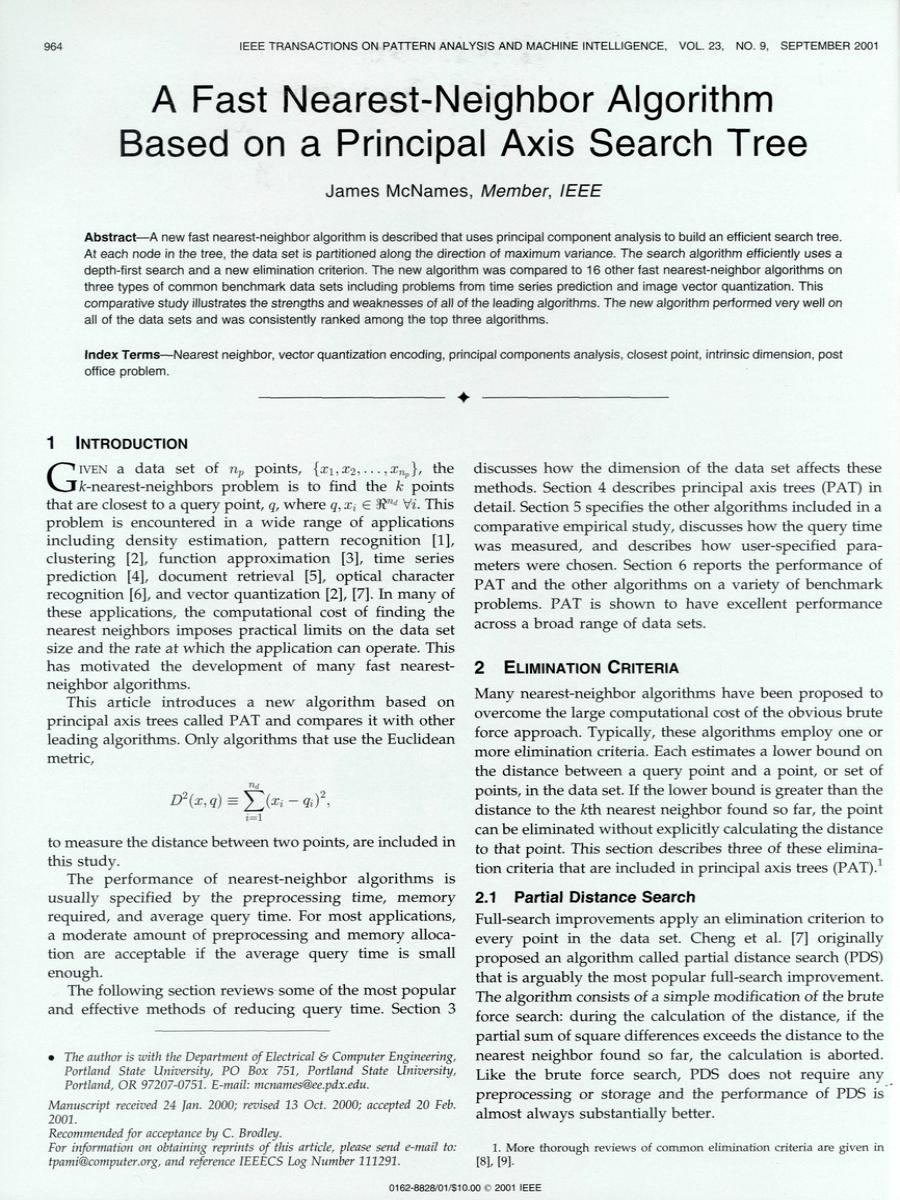 964
IEEE TRANSACTIONS ON PATTERN ANALYSIS AND MACHINE INTELLIGENCE, VOL. 23, NO. 9, SEPTEMBER 2001
A Fast Nearest-Neighbor Algorithm
Based on a Principal Axis Search Tree
James McNames, Member, IEEE
Abstract—A new fast nearest-neighbor algorithm is described that uses principal component analysis to build an efficient search tree.
At each node in the tree, the data set is partitioned along the direction of maximum variance. The search algorithm efficiently uses a
depth-first search and a new elimination criterion. The new algorithm was compared to 16 other fast nearest-neighbor algorithms on
three types of common benchmark data sets including problems from time series prediction and image vector quantization. This
comparative study illustrates the strengths and weaknesses of all of the leading algorithms. The new algorithm performed very well on
all of the data sets and was consistently ranked among the top three algorithms.
Index Terms—Nearest neighbor, vector quantization encoding, principal components analysis, closest point, intrinsic dimension, post
office problem.
1 INTRODUCTION
GIVEN a data set of n_p points, {x_1, x_2, . . . , x_{n_p}}, the
k-nearest-neighbors problem is to find the k points
that are closest to a query point, q, where q, x_i ∈ ℜ^{n_d} ∀i. This
problem is encountered in a wide range of applications
including density estimation, pattern recognition [1],
clustering [2], function approximation [3], time series
prediction [4], document retrieval [5], optical character
recognition [6], and vector quantization [2], [7]. In many of
these applications, the computational cost of finding the
nearest neighbors imposes practical limits on the data set
size and the rate at which the application can operate. This
has motivated the development of many fast nearest-
neighbor algorithms.
This article introduces a new algorithm based on
principal axis trees called PAT and compares it with other
leading algorithms. Only algorithms that use the Euclidean
metric,
D²(x, q) ≡ ∑_{i=1}^{n_d} (x_i − q_i)²,
to measure the distance between two points, are included in
this study.
The performance of nearest-neighbor algorithms is
usually specified by the preprocessing time, memory
required, and average query time. For most applications,
a moderate amount of preprocessing and memory alloca-
tion are acceptable if the average query time is small
enough.
The following section reviews some of the most popular
and effective methods of reducing query time. Section 3
• The author is with the Department of Electrical & Computer Engineering,
Portland State University, PO Box 751, Portland State University,
Portland, OR 97207-0751. E-mail: mcnames@ee.pdx.edu.
Manuscript received 24 Jan. 2000; revised 13 Oct. 2000; accepted 20 Feb.
2001.
Recommended for acceptance by C. Brodley.
For information on obtaining reprints of this article, please send e-mail to:
tpami@computer.org, and reference IEEECS Log Number 111291.
discusses how the dimension of the data set affects these
methods. Section 4 describes principal axis trees (PAT) in
detail. Section 5 specifies the other algorithms included in a
comparative empirical study, discusses how the query time
was measured, and describes how user-specified para-
meters were chosen. Section 6 reports the performance of
PAT and the other algorithms on a variety of benchmark
problems. PAT is shown to have excellent performance
across a broad range of data sets.
2 ELIMINATION CRITERIA
Many nearest-neighbor algorithms have been proposed to
overcome the large computational cost of the obvious brute
force approach. Typically, these algorithms employ one or
more elimination criteria. Each estimates a lower bound on
the distance between a query point and a point, or set of
points, in the data set. If the lower bound is greater than the
distance to the kth nearest neighbor found so far, the point
can be eliminated without explicitly calculating the distance
to that point. This section describes three of these elimina-
tion criteria that are included in principal axis trees (PAT).¹
2.1 Partial Distance Search
Full-search improvements apply an elimination criterion to
every point in the data set. Cheng et al. [7] originally
proposed an algorithm called partial distance search (PDS)
that is arguably the most popular full-search improvement.
The algorithm consists of a simple modification of the brute
force search: during the calculation of the distance, if the
partial sum of square differences exceeds the distance to the
nearest neighbor found so far, the calculation is aborted.
Like the brute force search, PDS does not require any
preprocessing or storage and the performance of PDS is
almost always substantially better.
1. More thorough reviews of common elimination criteria are given in
[8], [9].
0162-8828/01/$10.00 © 2001 IEEE